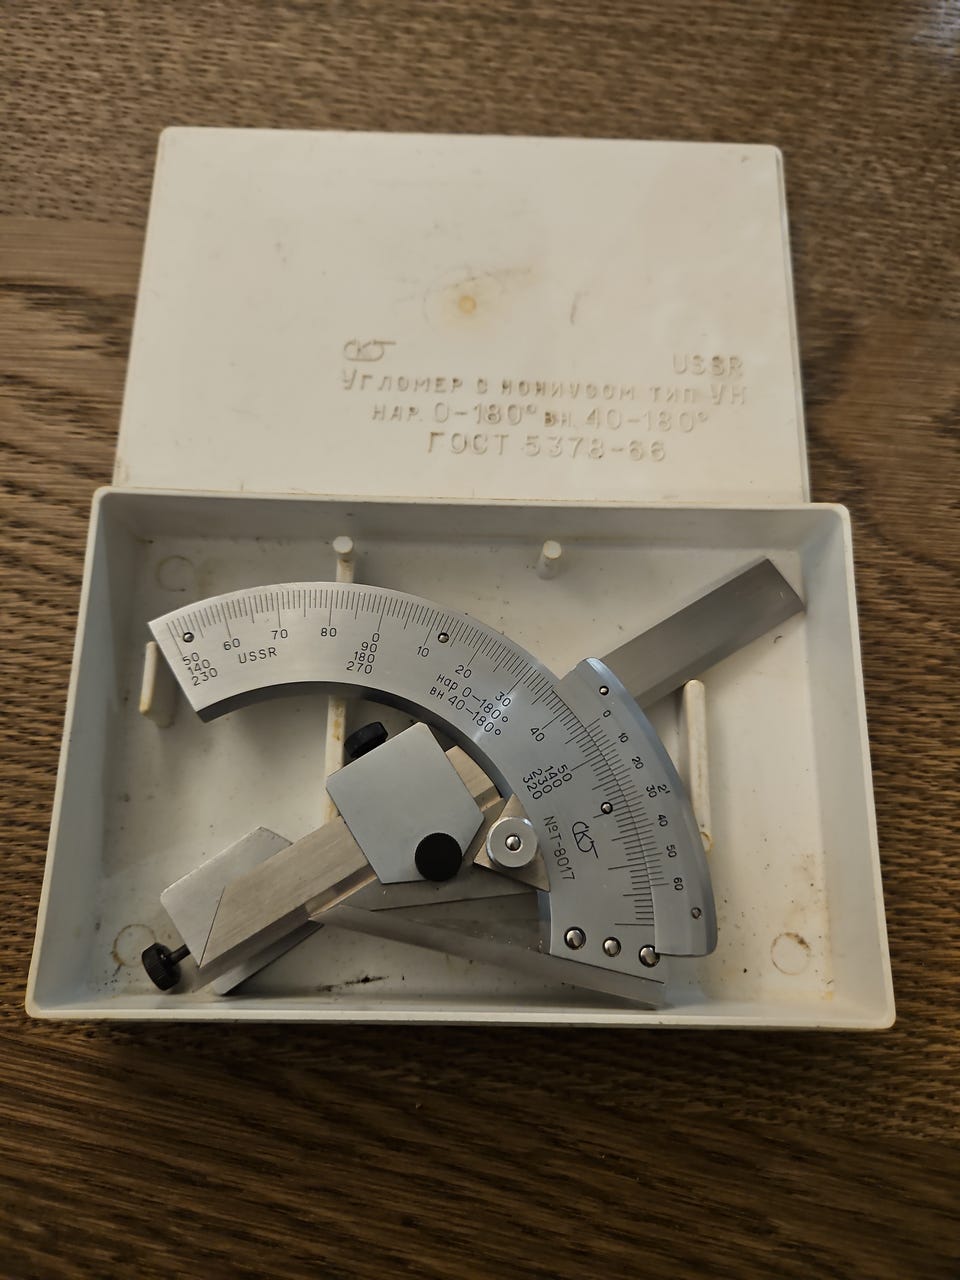 USSR
Угломер с нониусом тип УН
нар. 0-180° вн. 40-180°
ГОСТ 5378-66
50 60 70 80 0 10 20 30 40 50
140 90 140
230 180 230
270 320
USSR
нар 0-180°
вн 40-180°
0 10 20 30 2' 40 50 60
№Т-8017